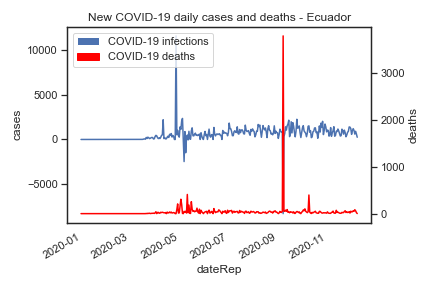 New COVID-19 daily cases and deaths - Ecuador
COVID-19 infections
COVID-19 deaths
10000
5000
0
−5000
cases
3000
2000
1000
0
deaths
2020-01
2020-03
2020-05
2020-07
2020-09
2020-11
dateRep